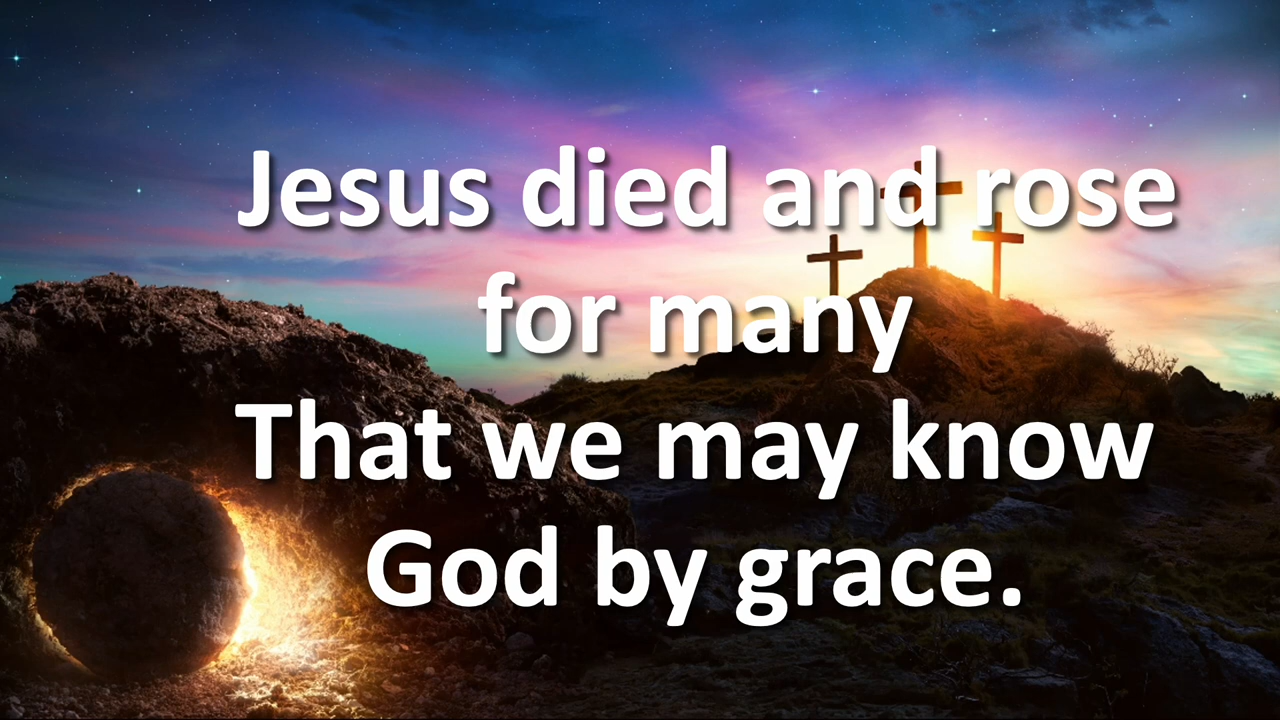 Jesus died and rose
for many
That we may know
God by grace.